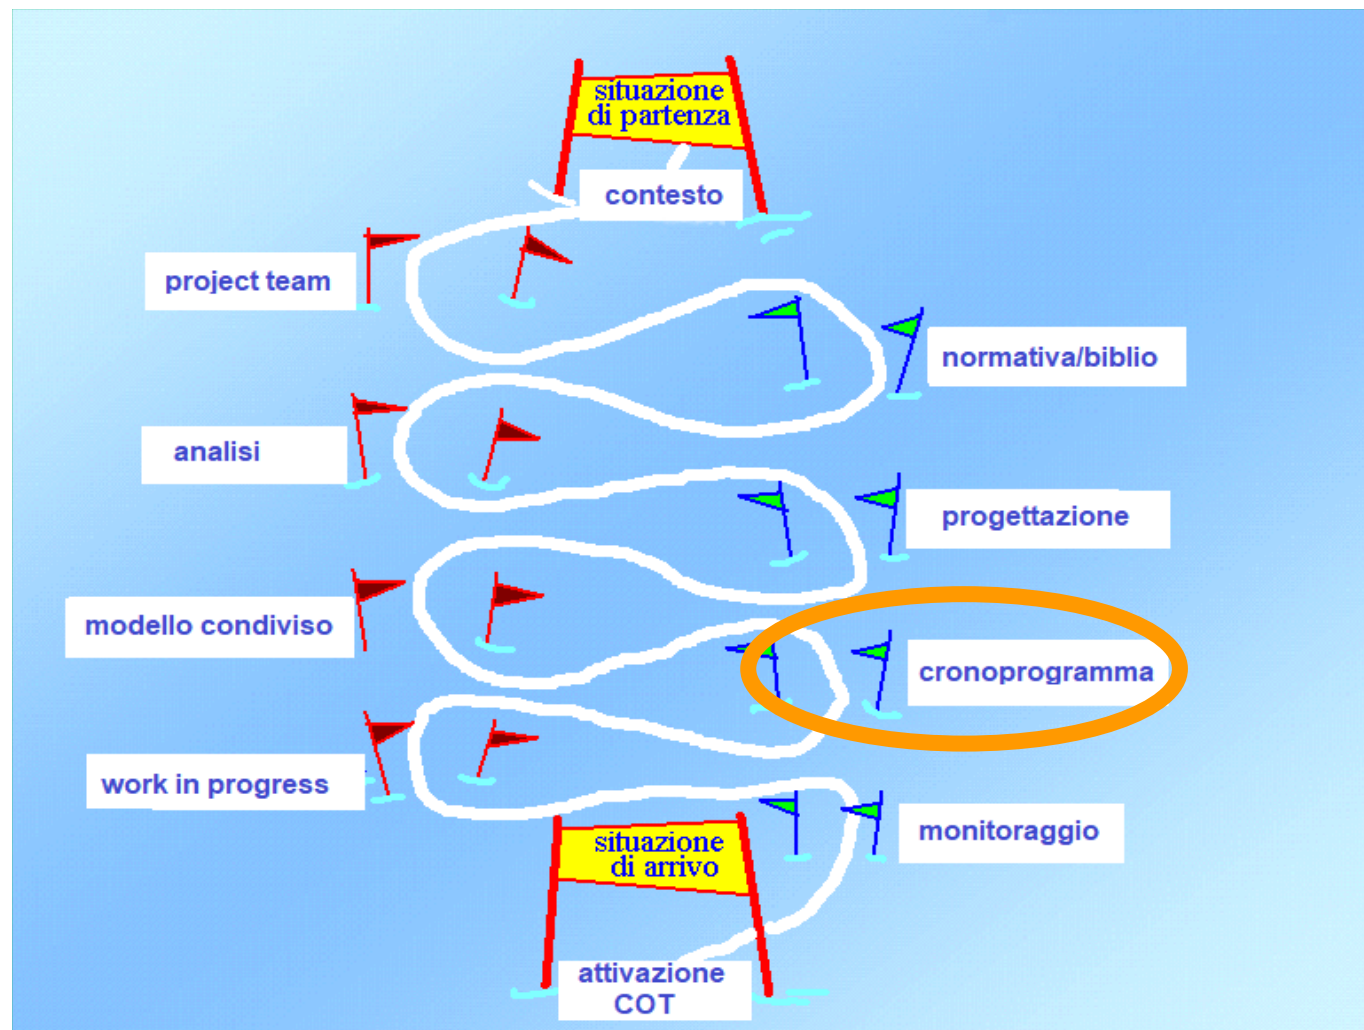 situazione
di partenza
contesto
project team
normativa/biblio
analisi
progettazione
modello condiviso
cronoprogramma
work in progress
monitoraggio
situazione
di arrivo
attivazione
COT